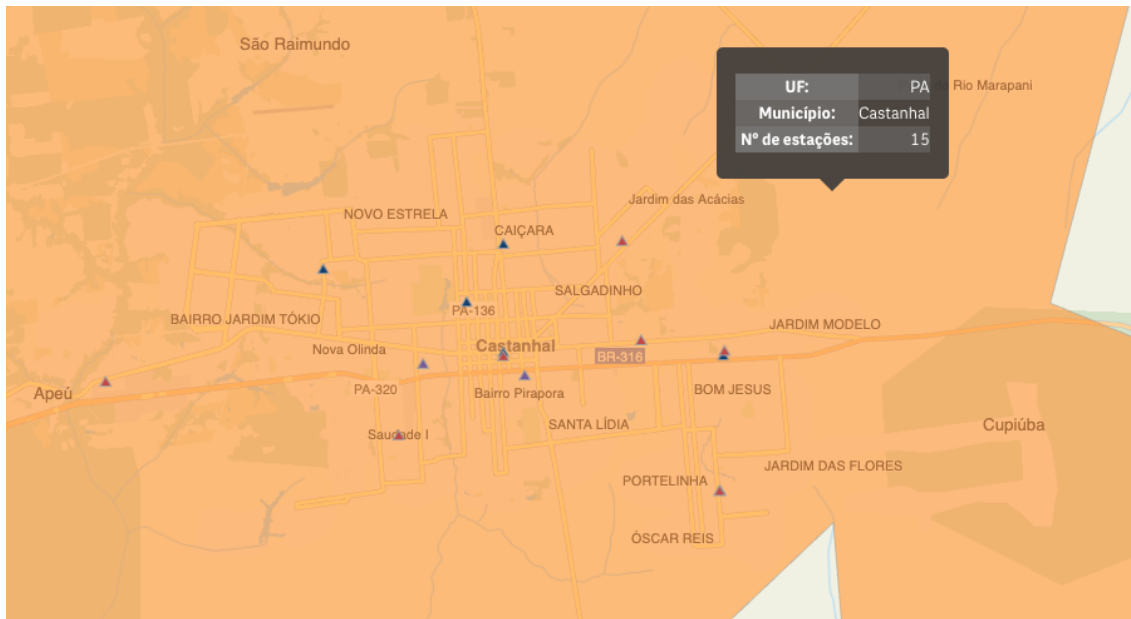 São Raimundo
UF: PA
Rio Marapani
Município: Castanhal
Nº de estações: 15
Jardim das Acácias
NOVO ESTRELA
CAIÇARA
SALGADINHO
PA-136
BAIRRO JARDIM TÓKIO
JARDIM MODELO
Castanhal
Nova Olinda
BR-316
Apeú
PA-320
Bairro Pirapora
BOM JESUS
SANTA LÍDIA
Cupiúba
Saudade I
JARDIM DAS FLORES
PORTELINHA
ÓSCAR REIS